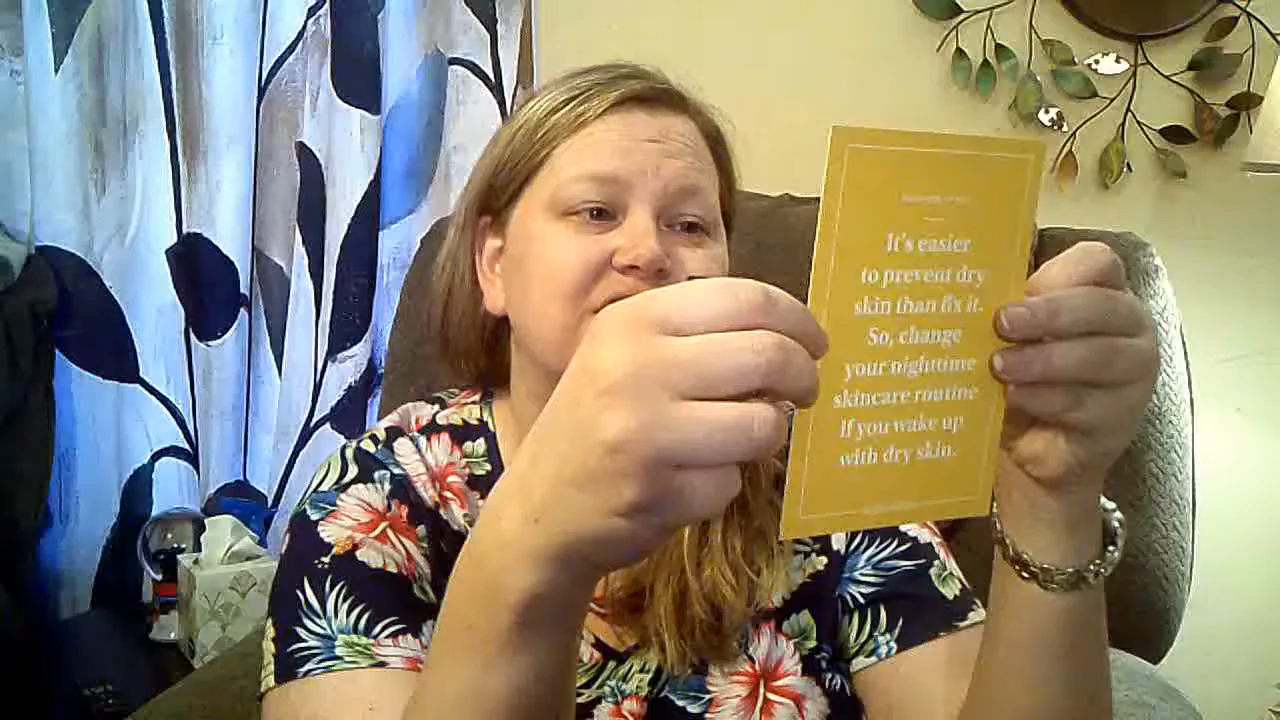 It's easier
to prevent dry
skin than fix it.
So, change
your nighttime
skincare routine
if you wake up
with dry skin.